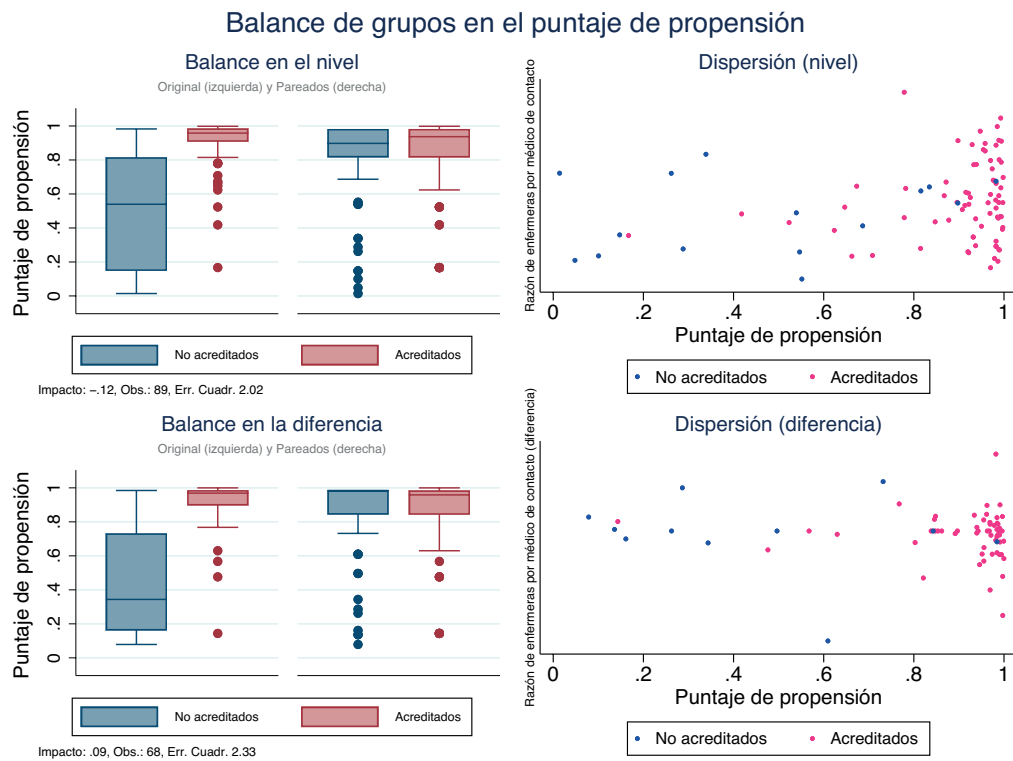 Balance de grupos en el puntaje de propensión
Balance en el nivel
Original (izquierda) y Pareados (derecha)
Puntaje de propensión
1
.8
.6
.4
.2
0
No acreditados
Acreditados
Impacto: –.12, Obs.: 89, Err. Cuadr. 2.02
Dispersión (nivel)
Razón de enfermeras por médico de contacto
0 .2 .4 .6 .8 1
Puntaje de propensión
No acreditados
Acreditados
Balance en la diferencia
Original (izquierda) y Pareados (derecha)
Puntaje de propensión
1
.8
.6
.4
.2
0
No acreditados
Acreditados
Impacto: .09, Obs.: 68, Err. Cuadr. 2.33
Dispersión (diferencia)
Razón de enfermeras por médico de contacto (diferencia)
0 .2 .4 .6 .8 1
Puntaje de propensión
No acreditados
Acreditados